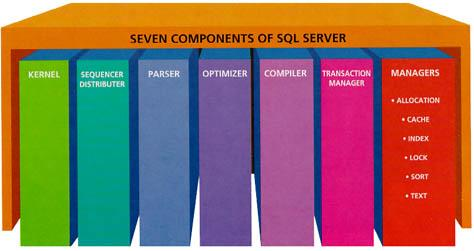 SEVEN COMPONENTS OF SQL SERVER
KERNEL
SEQUENCER
DISTRIBUTER
PARSER
OPTIMIZER
COMPILER
TRANSACTION
MANAGER
MANAGERS
• ALLOCATION
• CACHE
• INDEX
• LOCK
• SORT
• TEXT